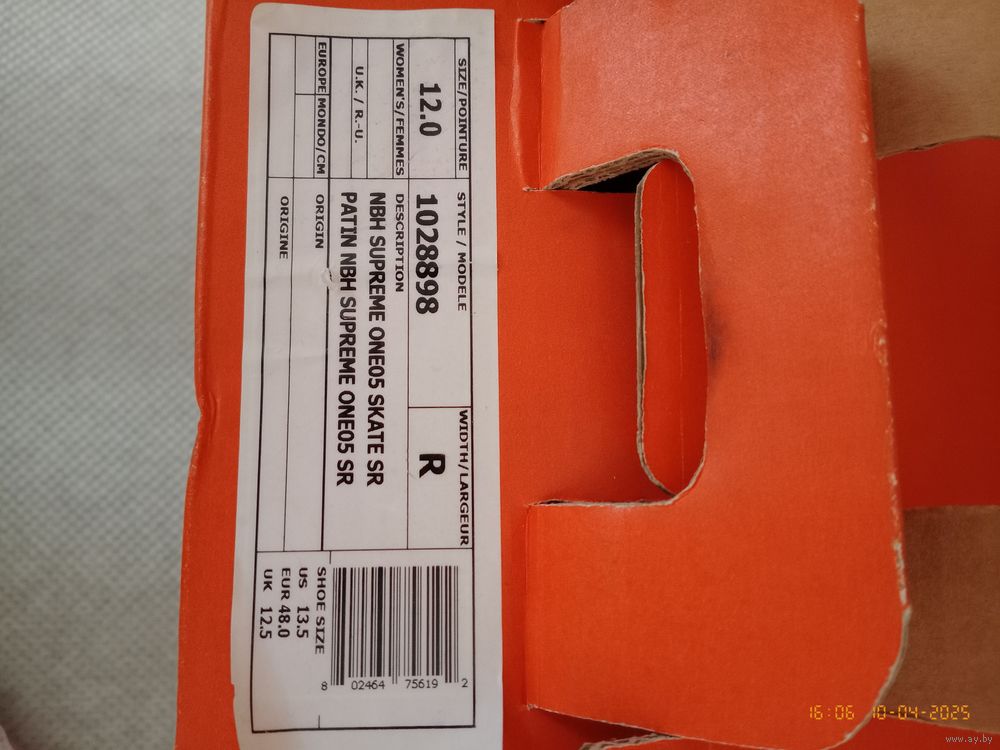 SIZE/POINTURE
12.0
WOMEN'S/FEMMES
U.K. / R.-U.
EUROPE
MONDO/CM
STYLE / MODELE
1028898
WIDTH/LARGEUR
R
DESCRIPTION
NBH SUPREME ONE05 SKATE SR
PATIN NBH SUPREME ONE05 SR
ORIGIN
ORIGINE
8 02464 75619 2
SHOE SIZE
US 13.5
EUR 48.0
UK 12.5
16:06 10-04-2025
www.ay.by